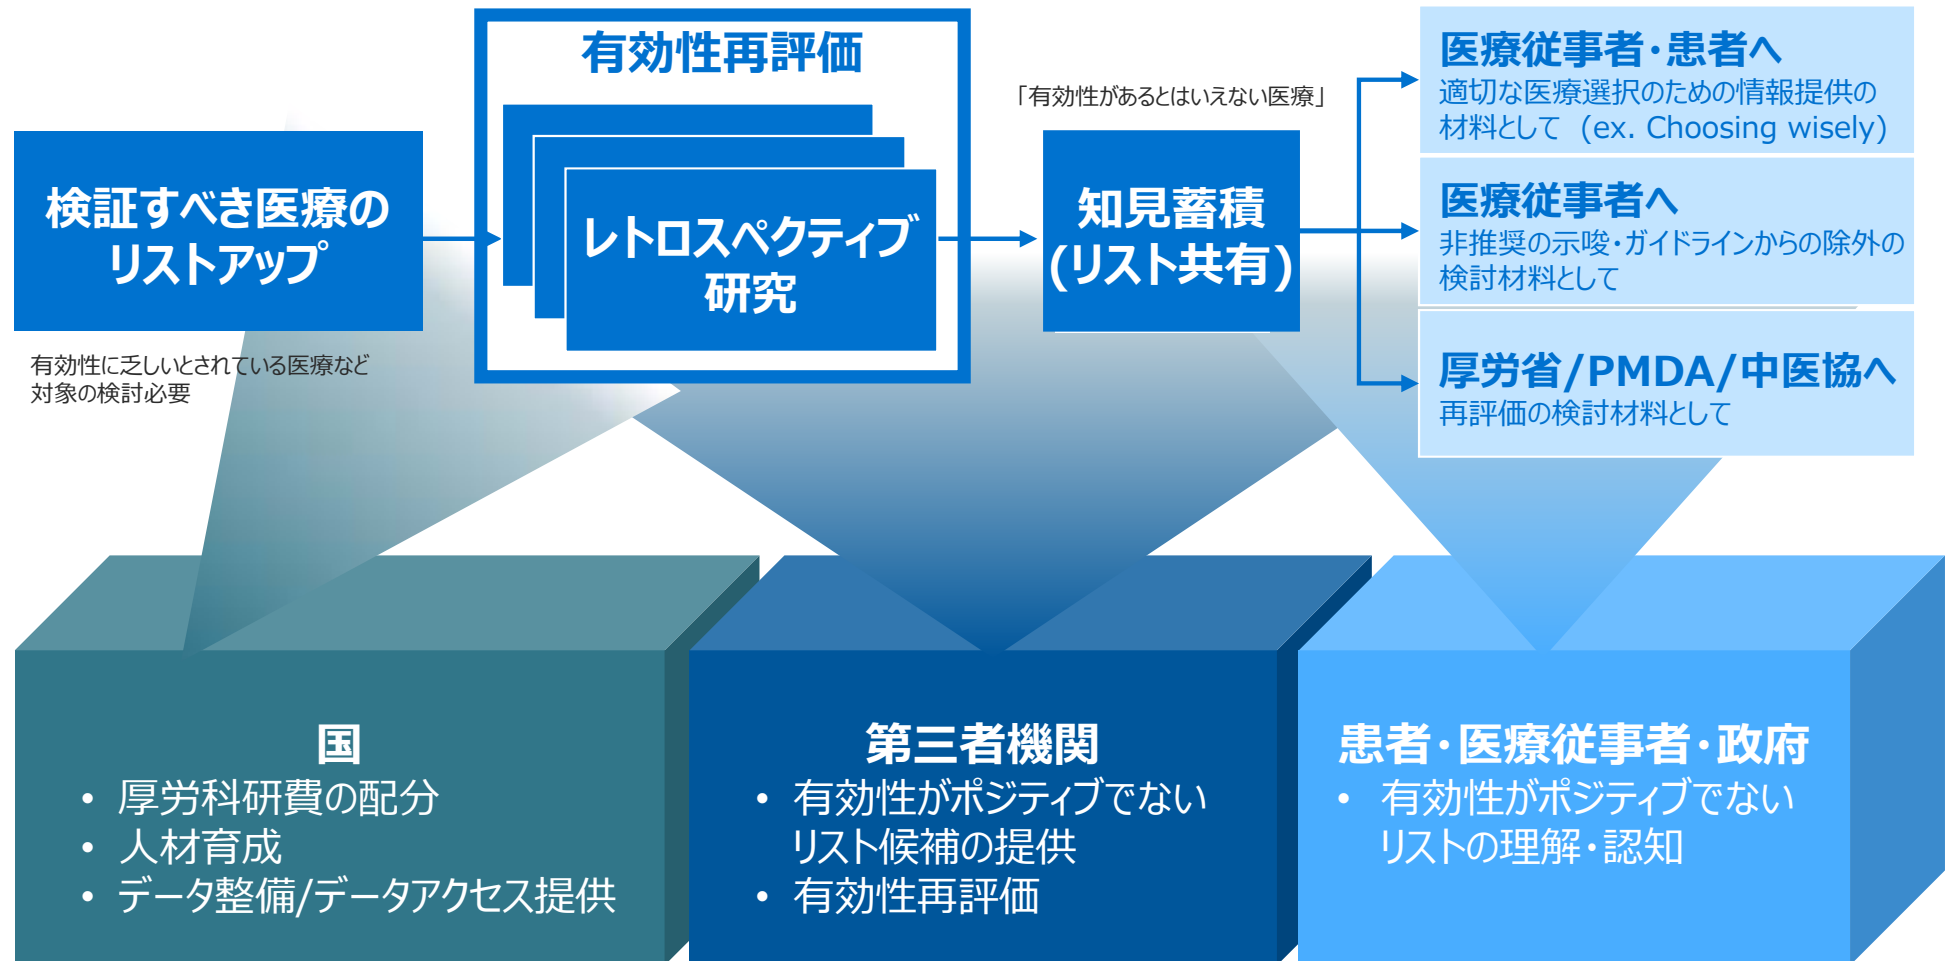 検証すべき医療の
リストアップ
有効性に乏しいとされている医療など
対象の検討必要
有効性再評価
レトロスペクティブ
研究
「有効性があるとはいえない医療」
知見蓄積
(リスト共有)
医療従事者・患者へ
適切な医療選択のための情報提供の
材料として (ex. Choosing wisely)
医療従事者へ
非推奨の示唆・ガイドラインからの除外の
検討材料として
厚労省/PMDA/中医協へ
再評価の検討材料として
国
• 厚労科研費の配分
• 人材育成
• データ整備/データアクセス提供
第三者機関
• 有効性がポジティブでない
リスト候補の提供
• 有効性再評価
患者・医療従事者・政府
• 有効性がポジティブでない
リストの理解・認知